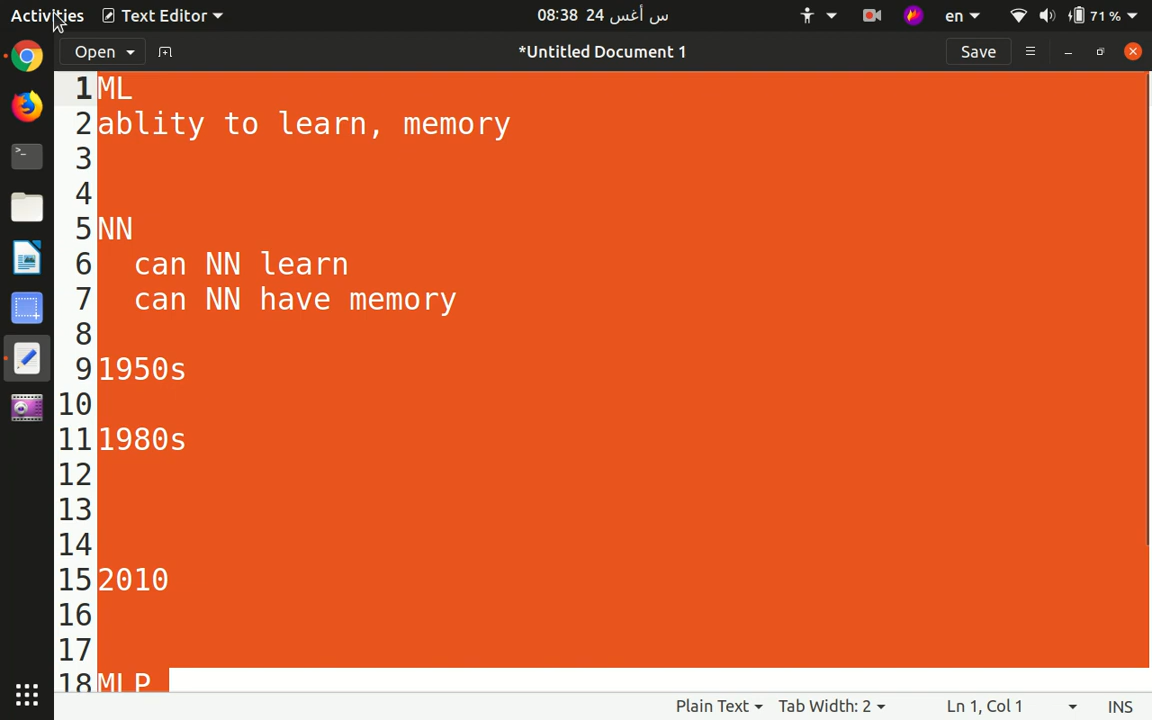 Activities Text Editor 08:38 24 س أغس en 71 %
Open *Untitled Document 1 Save
1 ML
2 ablity to learn, memory
3
4
5 NN
6 can NN learn
7 can NN have memory
8
9 1950s
10
11 1980s
12
13
14
15 2010
16
17
18 MLP
Plain Text Tab Width: 2 Ln 1, Col 1 INS